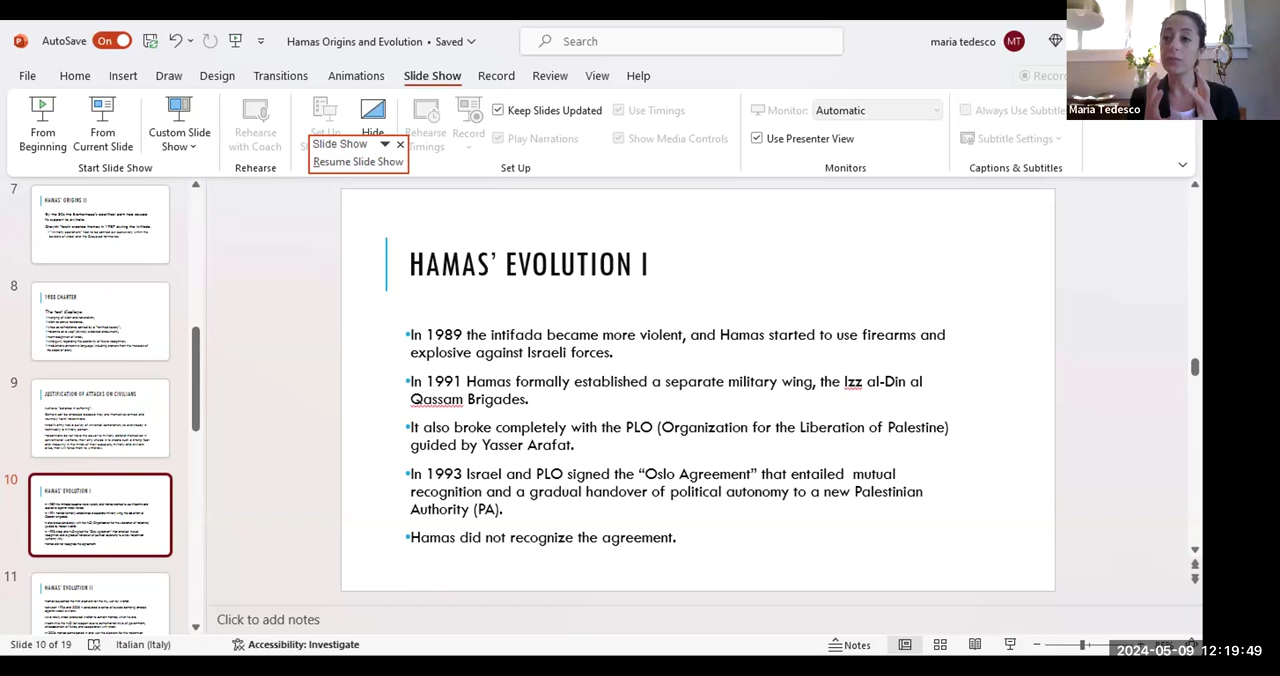 AutoSave On Hamas Origins and Evolution • Saved Search maria tedesco MT
Maria Tedesco
File Home Insert Draw Design Transitions Animations Slide Show Record Review View Help
From Beginning
From Current Slide
Custom Slide Show
Rehearse with Coach
Hide
Rehearse Timings
Record
Slide Show
Resume Slide Show
Keep Slides Updated
Play Narrations
Use Timings
Show Media Controls
Monitor: Automatic
Use Presenter View
Subtitle Settings
Start Slide Show Rehearse Set Up Monitors Captions & Subtitles
7
HAMAS' ORIGINS II
8
1988 CHARTER
The text displays:
9
JUSTIFICATION OF ATTACKS ON CIVILIANS
10
HAMAS' EVOLUTION I
11
HAMAS' EVOLUTION II
HAMAS’ EVOLUTION I
•In 1989 the intifada became more violent, and Hamas started to use firearms and
explosive against Israeli forces.
•In 1991 Hamas formally established a separate military wing, the Izz al-Din al
Qassam Brigades.
•It also broke completely with the PLO (Organization for the Liberation of Palestine)
guided by Yasser Arafat.
•In 1993 Israel and PLO signed the “Oslo Agreement” that entailed mutual
recognition and a gradual handover of political autonomy to a new Palestinian
Authority (PA).
•Hamas did not recognize the agreement.
Click to add notes
Slide 10 of 19 Italian (Italy) Accessibility: Investigate Notes
2024-05-09 12:19:49